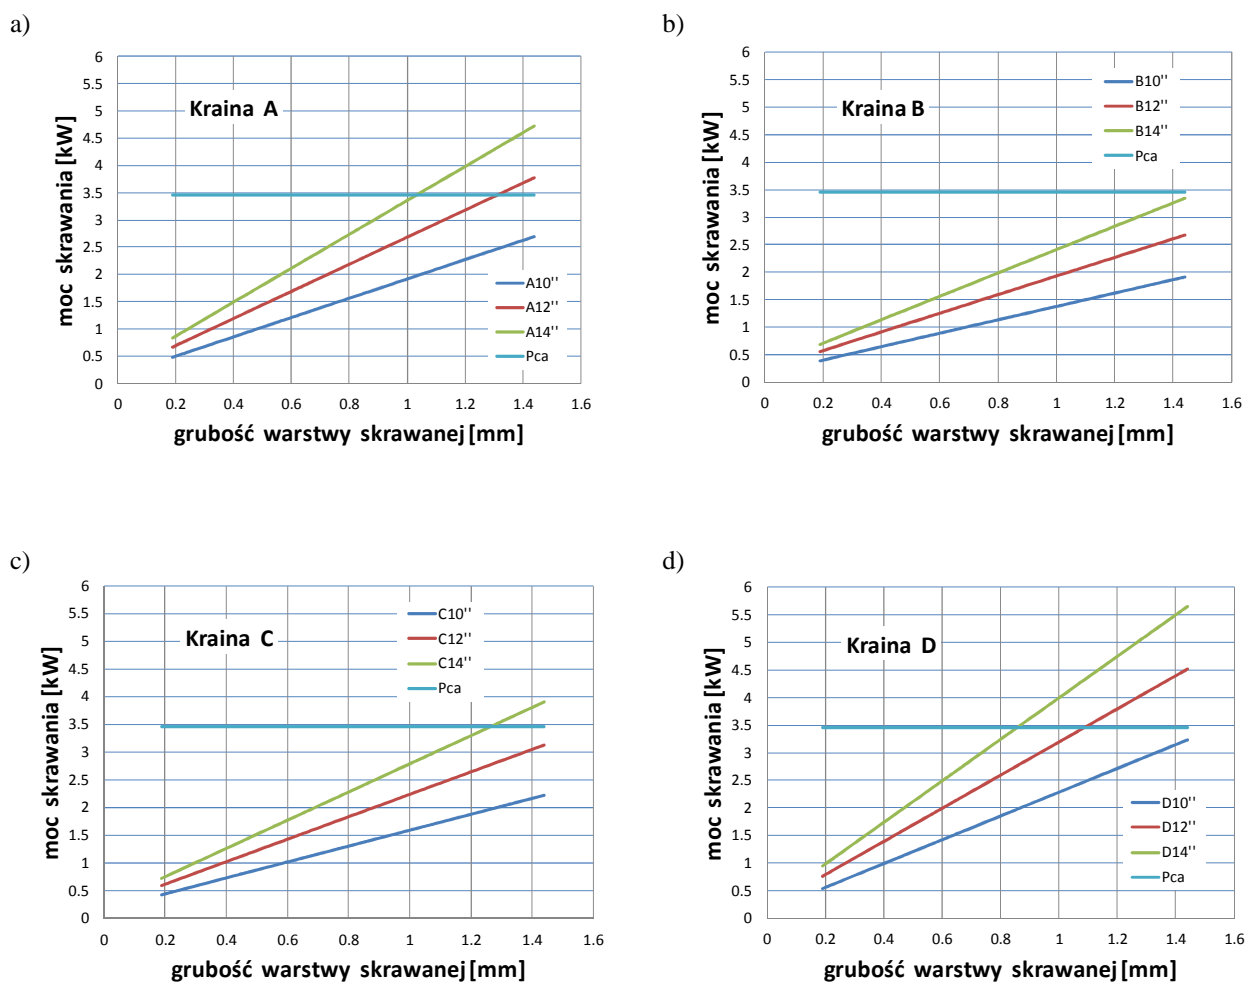 a)
6
5.5
5
4.5
4
3.5
3
2.5
2
1.5
1
0.5
0
moc skrawania [kW]
Kraina A
A10''
A12''
A14''
Pca
0 0.2 0.4 0.6 0.8 1 1.2 1.4 1.6
grubość warstwy skrawanej [mm]
b)
6
5.5
5
4.5
4
3.5
3
2.5
2
1.5
1
0.5
0
moc skrawania [kW]
Kraina B
B10''
B12''
B14''
Pca
0 0.2 0.4 0.6 0.8 1 1.2 1.4 1.6
grubość warstwy skrawanej [mm]
c)
6
5.5
5
4.5
4
3.5
3
2.5
2
1.5
1
0.5
0
moc skrawania [kW]
Kraina C
C10''
C12''
C14''
Pca
0 0.2 0.4 0.6 0.8 1 1.2 1.4 1.6
grubość warstwy skrawanej [mm]
d)
6
5.5
5
4.5
4
3.5
3
2.5
2
1.5
1
0.5
0
moc skrawania [kW]
Kraina D
D10''
D12''
D14''
Pca
0 0.2 0.4 0.6 0.8 1 1.2 1.4 1.6
grubość warstwy skrawanej [mm]